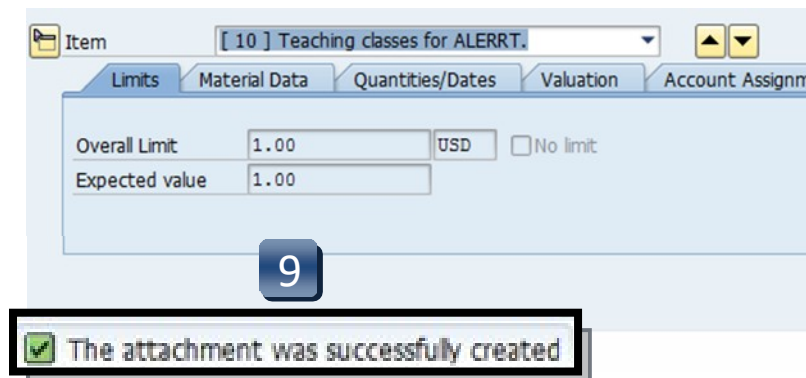 Item [ 10 ] Teaching classes for ALERRT.
Limits Material Data Quantities/Dates Valuation Account Assignm
Overall Limit 1.00 USD No limit
Expected value 1.00
9
The attachment was successfully created